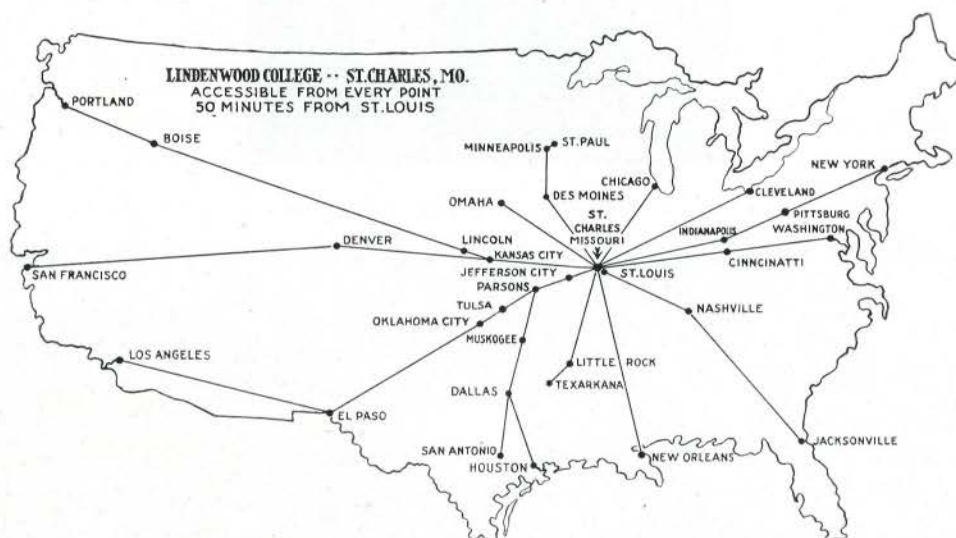 LINDENWOOD COLLEGE -- ST. CHARLES, MO.
ACCESSIBLE FROM EVERY POINT
50 MINUTES FROM ST. LOUIS
PORTLAND
BOISE
MINNEAPOLIS
ST. PAUL
NEW YORK
CHICAGO
CLEVELAND
DES MOINES
OMAHA
ST.
CHARLES
MISSOURI
PITTSBURG
INDIANAPOLIS
WASHINGTON
DENVER
LINCOLN
KANSAS CITY
CINNCINATTI
SAN FRANCISCO
JEFFERSON CITY
ST. LOUIS
PARSONS
TULSA
NASHVILLE
OKLAHOMA CITY
MUSKOGEE
LOS ANGELES
LITTLE ROCK
TEXARKANA
DALLAS
EL PASO
JACKSONVILLE
SAN ANTONIO
NEW ORLEANS
HOUSTON